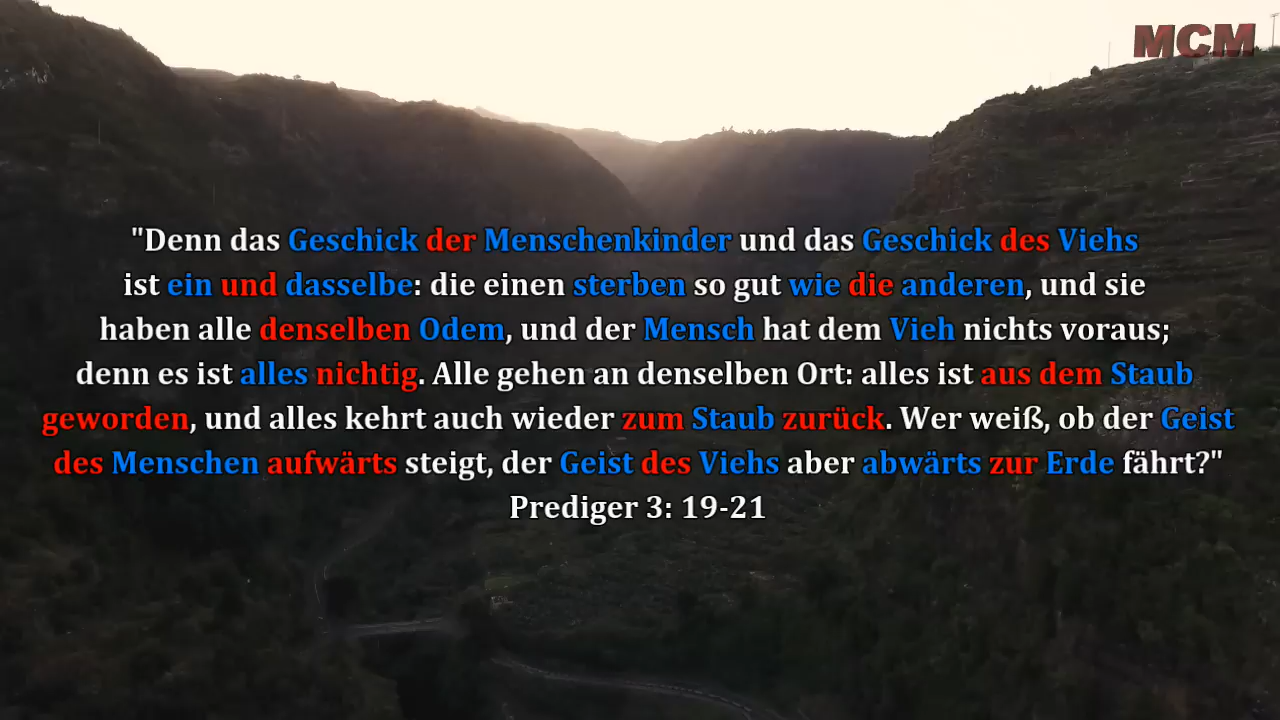 MCM
"Denn das Geschick der Menschenkinder und das Geschick des Viehs
ist ein und dasselbe: die einen sterben so gut wie die anderen, und sie
haben alle denselben Odem, und der Mensch hat dem Vieh nichts voraus;
denn es ist alles nichtig. Alle gehen an denselben Ort: alles ist aus dem Staub
geworden, und alles kehrt auch wieder zum Staub zurück. Wer weiß, ob der Geist
des Menschen aufwärts steigt, der Geist des Viehs aber abwärts zur Erde fährt?"
Prediger 3: 19-21